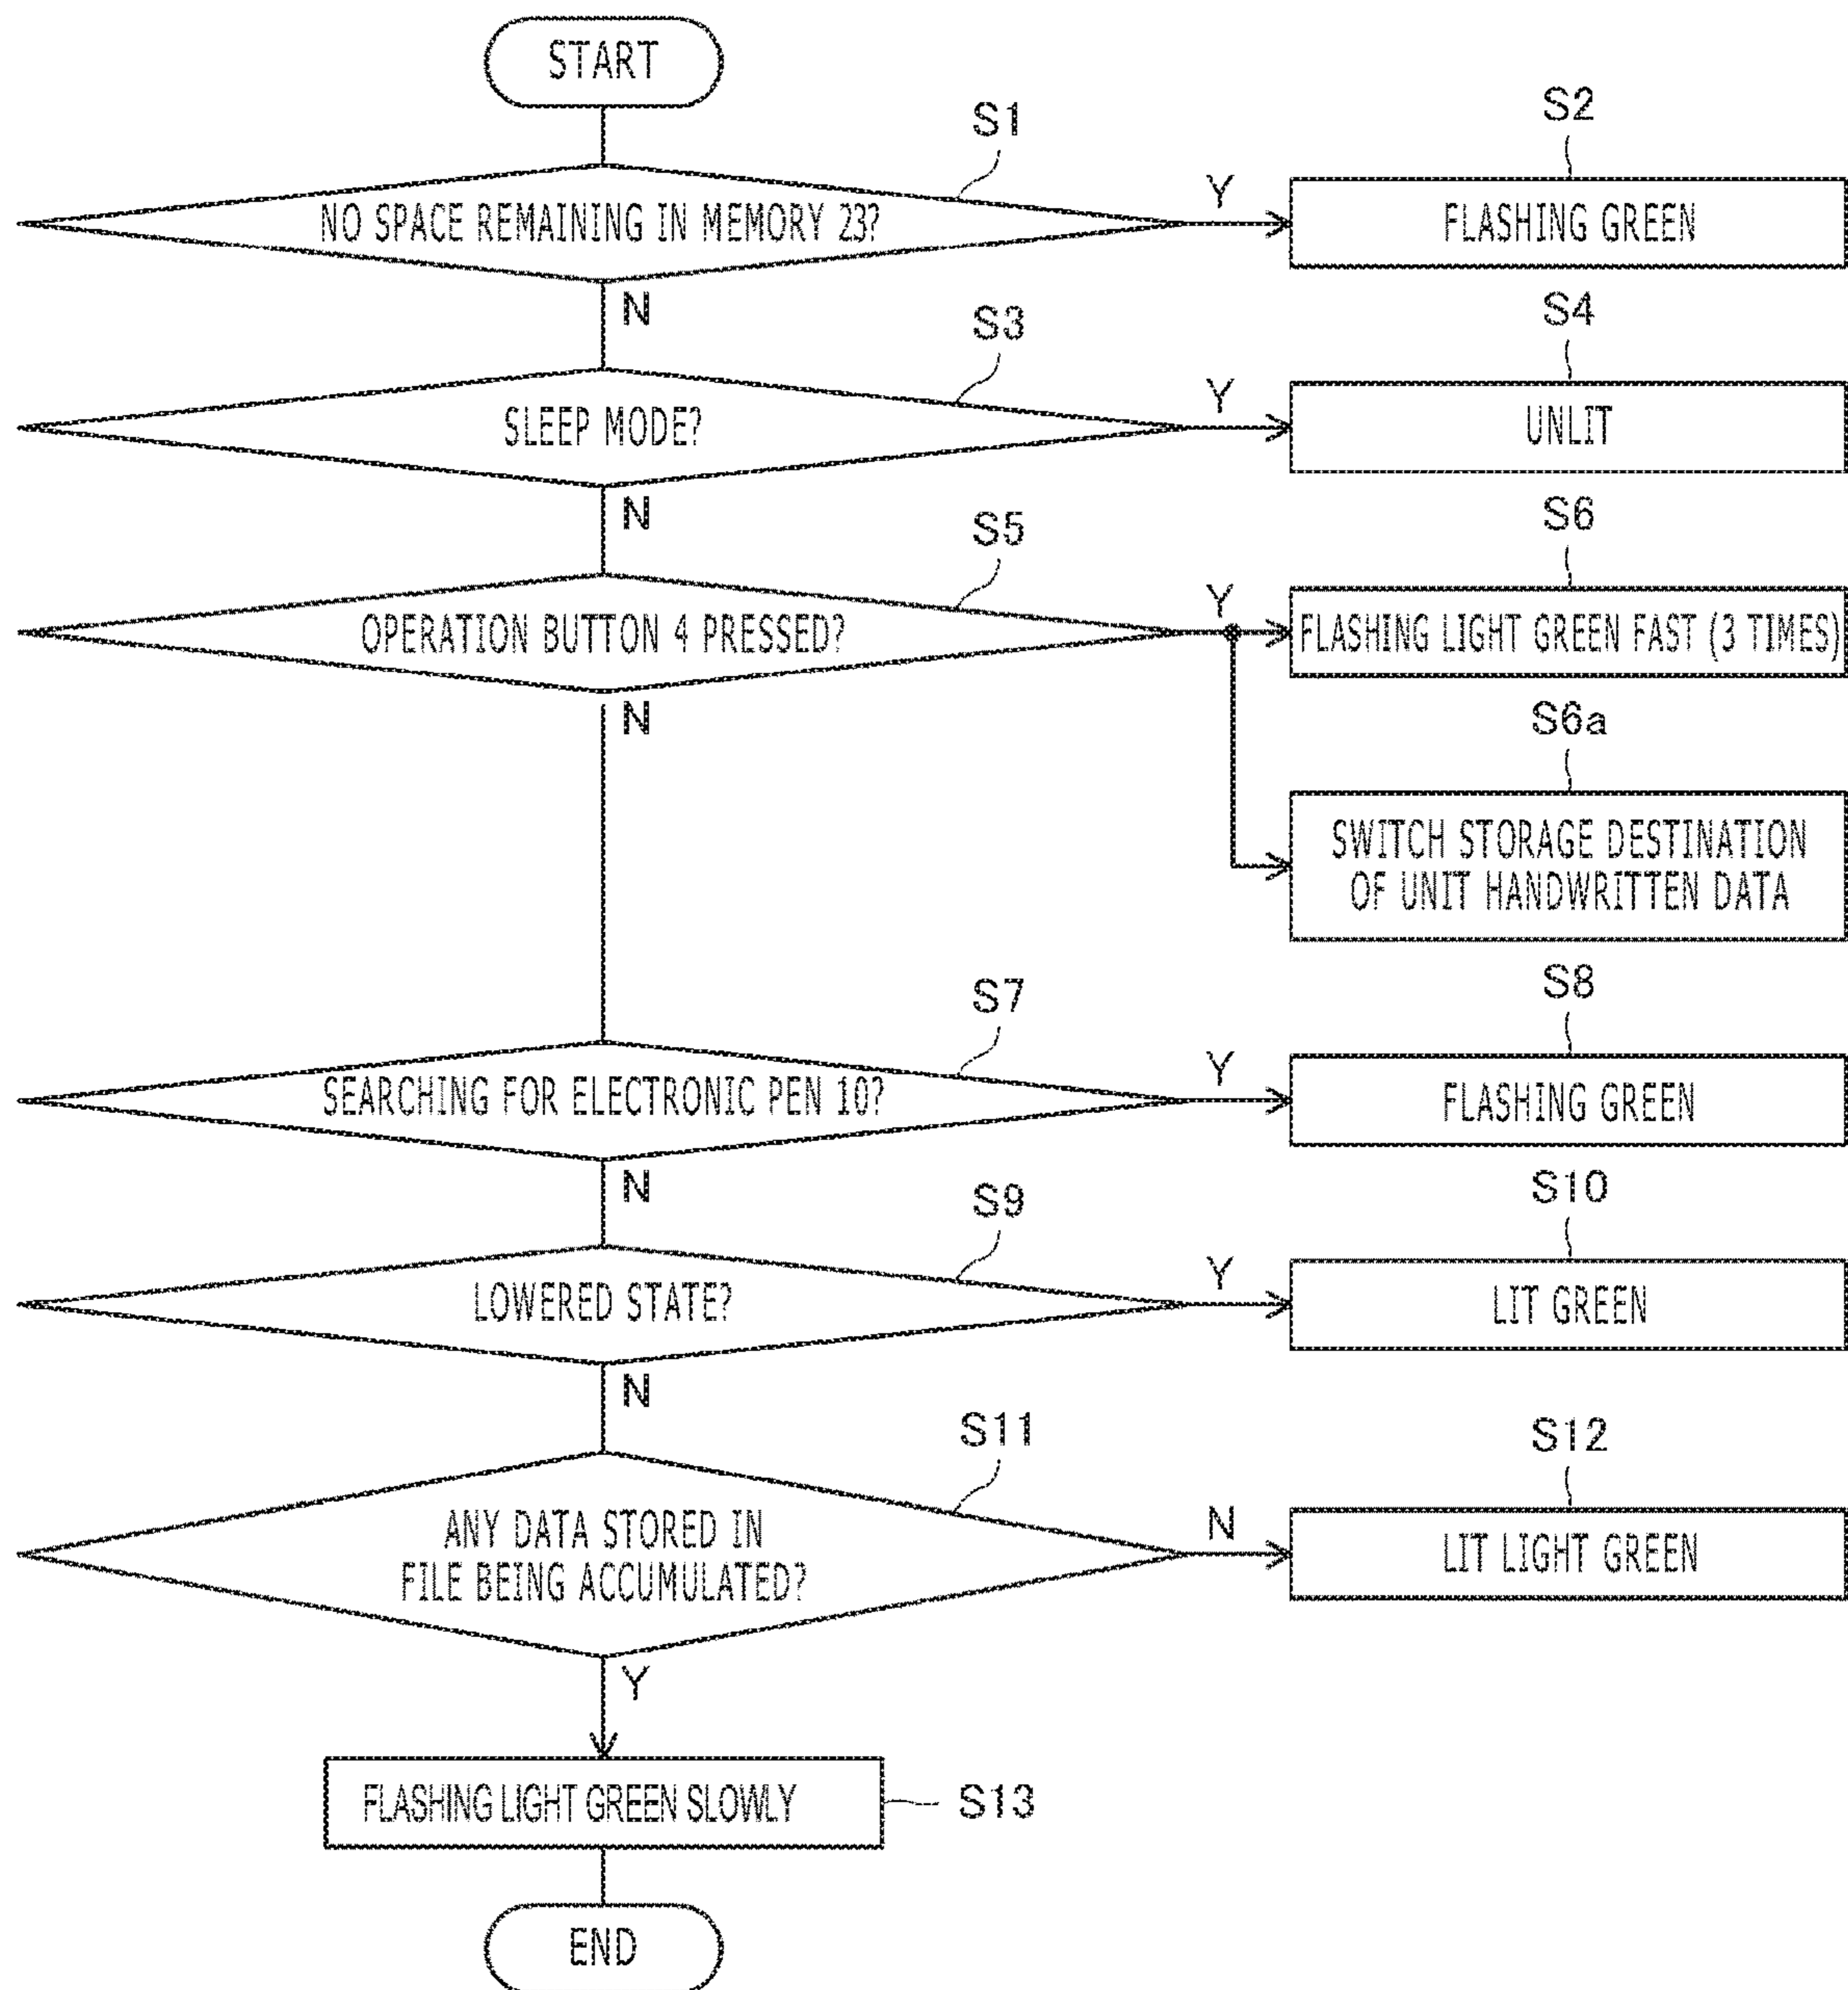 START
S1
S2
NO SPACE REMAINING IN MEMORY 23?
Y
FLASHING GREEN
N
S3
S4
SLEEP MODE?
Y
UNLIT
N
S5
S6
OPERATION BUTTON 4 PRESSED?
Y
FLASHING LIGHT GREEN FAST (3 TIMES)
N
S6a
SWITCH STORAGE DESTINATION
OF UNIT HANDWRITTEN DATA
S7
S8
SEARCHING FOR ELECTRONIC PEN 10?
Y
FLASHING GREEN
N
S9
S10
LOWERED STATE?
Y
LIT GREEN
N
S11
S12
ANY DATA STORED IN
FILE BEING ACCUMULATED?
N
LIT LIGHT GREEN
Y
FLASHING LIGHT GREEN SLOWLY
S13
END